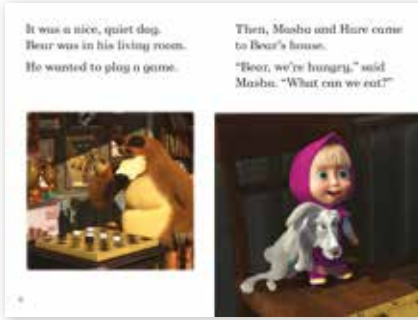 It was a nice, quiet day.
Bear was in his living room.
He wanted to play a game.
Then, Masha and Hare came
to Bear's house.
"Bear, we're hungry," said
Masha. "What can we eat?"